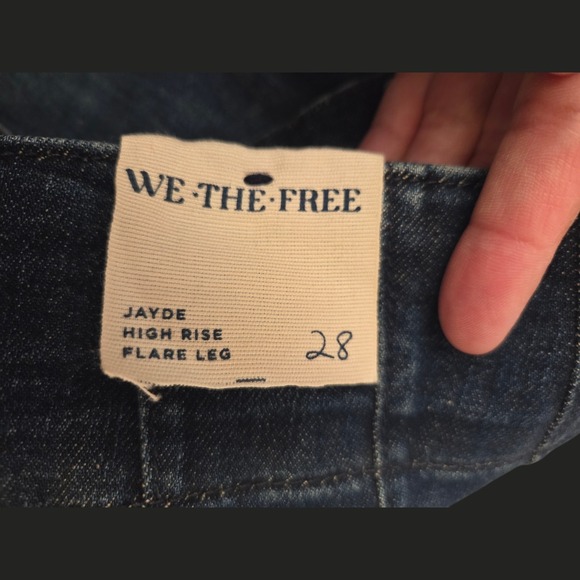 WE·THE·FREE
JAYDE
HIGH RISE
FLARE LEG
28